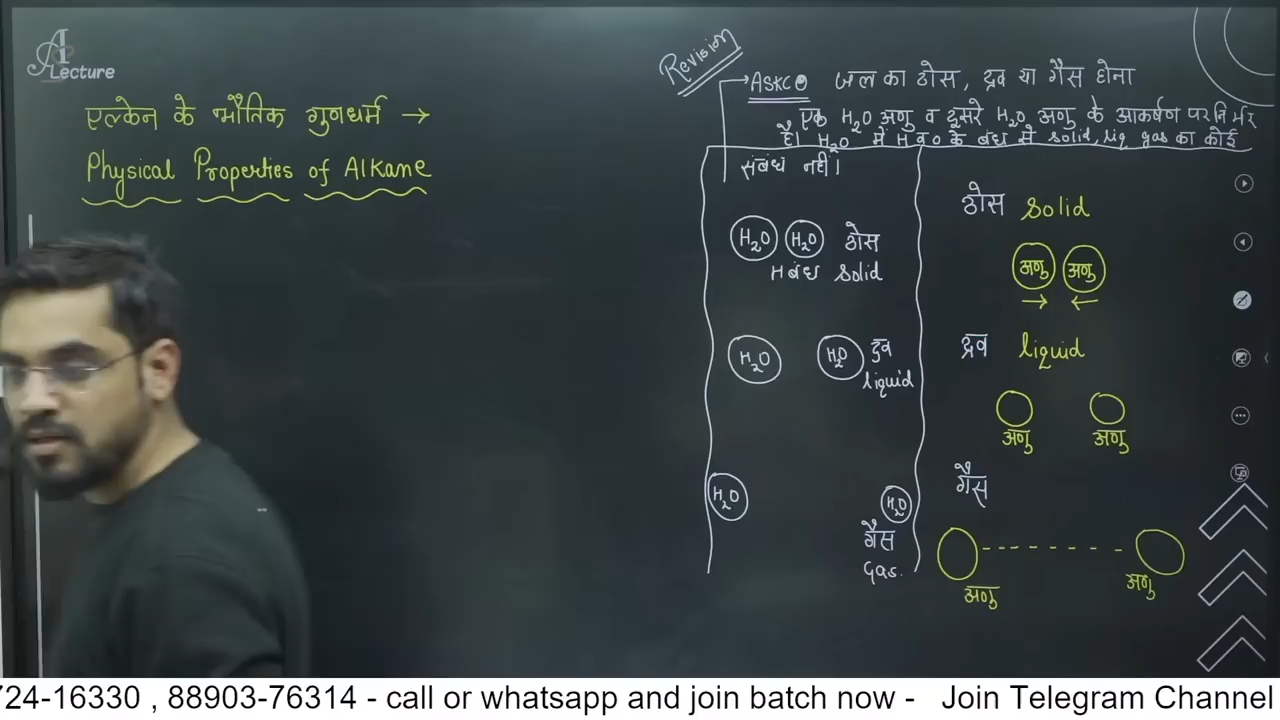 A Lecture
एल्केन के भौतिक गुणधर्म →
Physical Properties of Alkane
Revision
→ ASKC जल का ठोस, द्रव या गैस होना
एक H₂O अणु व दूसरे H₂O अणु के आकर्षण पर निर्भर
है। H₂O में H व O के बंध से solid, liq gas का कोई
संबंध नहीं।
H₂O H₂O ठोस
H बंध solid
H₂O H₂O द्रव
liquid
H₂O H₂O
गैस
Gas.
ठोस solid
अणु अणु
→ ←
द्रव liquid
अणु अणु
गैस
अणु अणु
724-16330 , 88903-76314 - call or whatsapp and join batch now - Join Telegram Channel